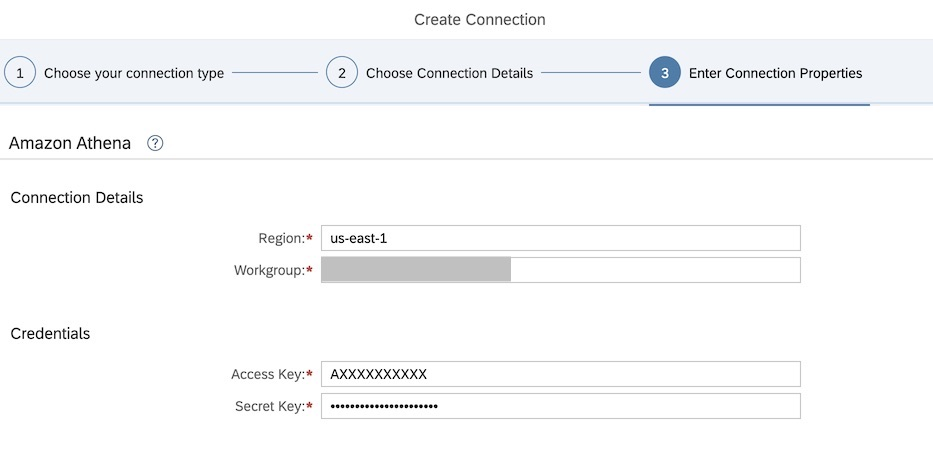 Create Connection
1 Choose your connection type 2 Choose Connection Details 3 Enter Connection Properties
Amazon Athena ?
Connection Details
Region:* us-east-1
Workgroup:*
Credentials
Access Key:* AXXXXXXXXXX
Secret Key:* ••••••••••••••••••••••